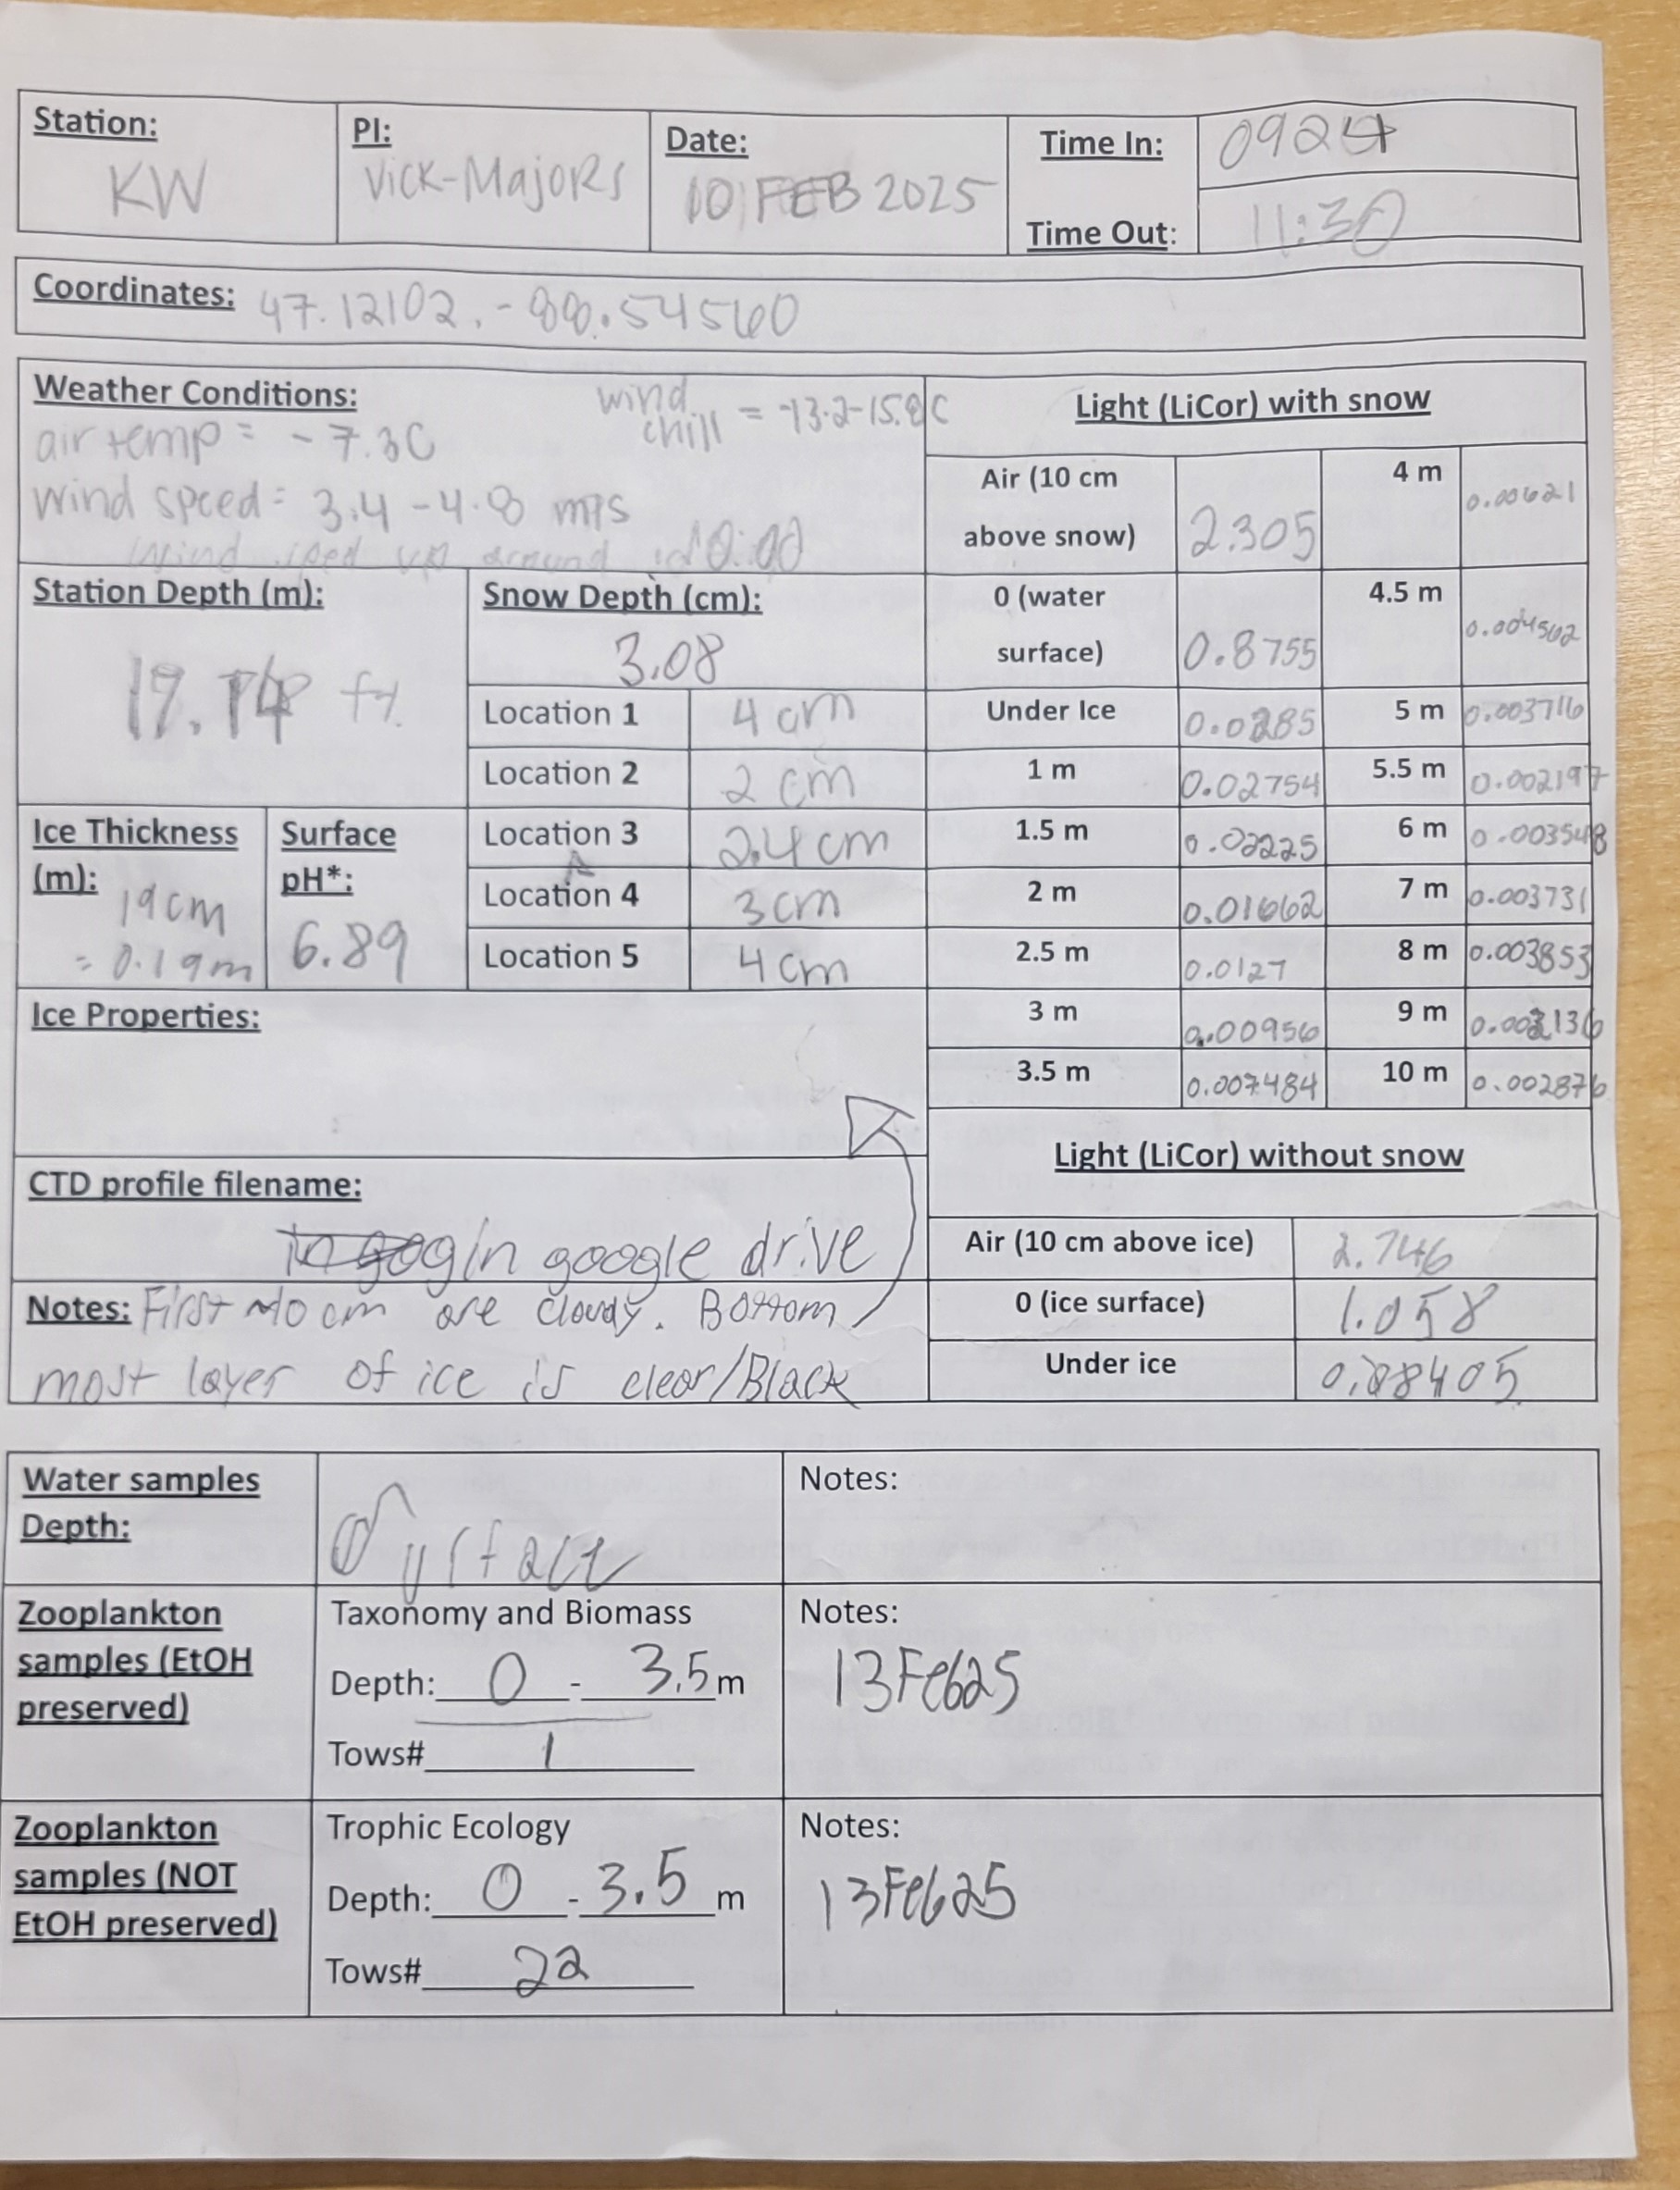 Station: PI: Date: Time In: 0924
KW Vick-Majors 10 FEB 2025
Time Out: 11:30
Coordinates: 47.12102, -88.54560
Weather Conditions: wind chill = -13.2-15.8C
air temp = -7.3C
wind speed = 3.4-4.8 mps
Wind up around 10:00
Light (LiCor) with snow
Air (10 cm above snow) 2.305 4 m 0.00621
0 (water surface) 0.8755 4.5 m 0.004562
Under Ice 0.0285 5 m 0.003716
1 m 0.02754 5.5 m 0.002197
1.5 m 0.02225 6 m 0.003548
2 m 0.01662 7 m 0.003731
2.5 m 0.0127 8 m 0.003853
3 m 0.00956 9 m 0.003136
3.5 m 0.007484 10 m 0.002876
Station Depth (m): Snow Depth (cm):
ft. 3.08
Location 1 4 cm
Location 2 2 cm
Location 3 2.4 cm
Location 4 3 cm
Location 5 4 cm
Ice Thickness (m): 19 cm
= 0.19m
Surface pH*:
6.89
Ice Properties:
CTD profile filename:
in google drive
Notes: First ~10 cm are cloudy. Bottom
most layer of ice is clear/Black
Light (LiCor) without snow
Air (10 cm above ice) 2.746
0 (ice surface) 1.058
Under ice 0.08405
Water samples Notes:
Depth: Surface
Zooplankton Taxonomy and Biomass Notes:
samples (EtOH Depth: 0 - 3.5 m 13Feb25
preserved) Tows# 1
Zooplankton Trophic Ecology Notes:
samples (NOT Depth: 0 - 3.5 m 13Feb25
EtOH preserved)
Tows# 22